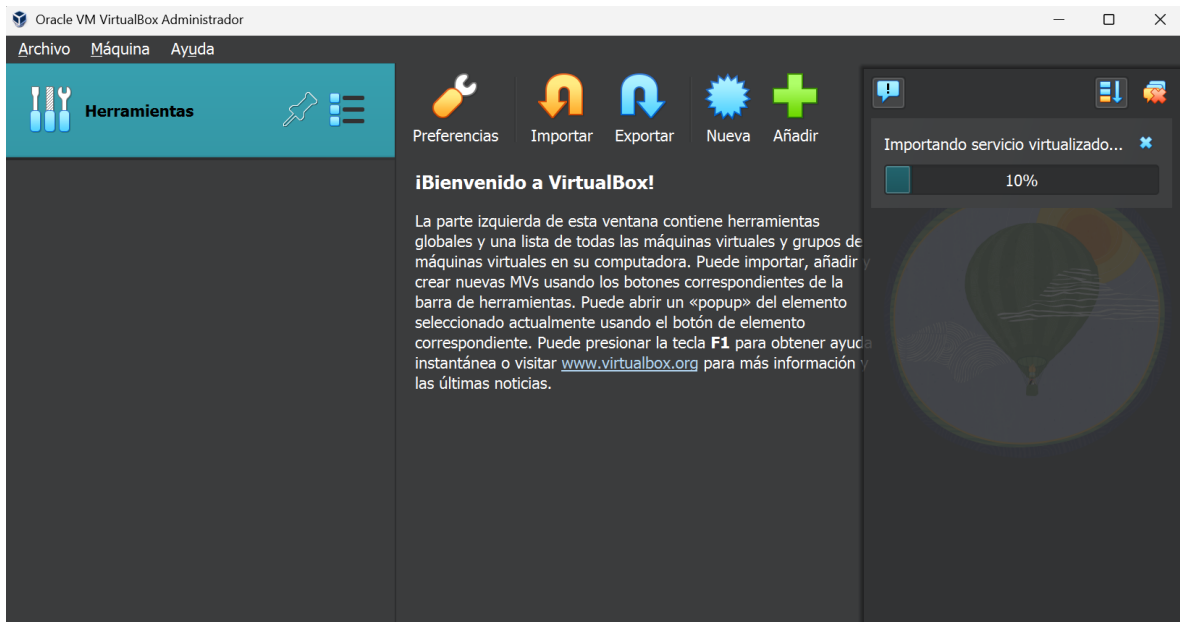 Oracle VM VirtualBox Administrador
Archivo Máquina Ayuda
Herramientas
Preferencias Importar Exportar Nueva Añadir
¡Bienvenido a VirtualBox!
La parte izquierda de esta ventana contiene herramientas
globales y una lista de todas las máquinas virtuales y grupos de
máquinas virtuales en su computadora. Puede importar, añadir y
crear nuevas MVs usando los botones correspondientes de la
barra de herramientas. Puede abrir un «popup» del elemento
seleccionado actualmente usando el botón de elemento
correspondiente. Puede presionar la tecla F1 para obtener ayuda
instantánea o visitar www.virtualbox.org para más información y
las últimas noticias.
Importando servicio virtualizado...
10%